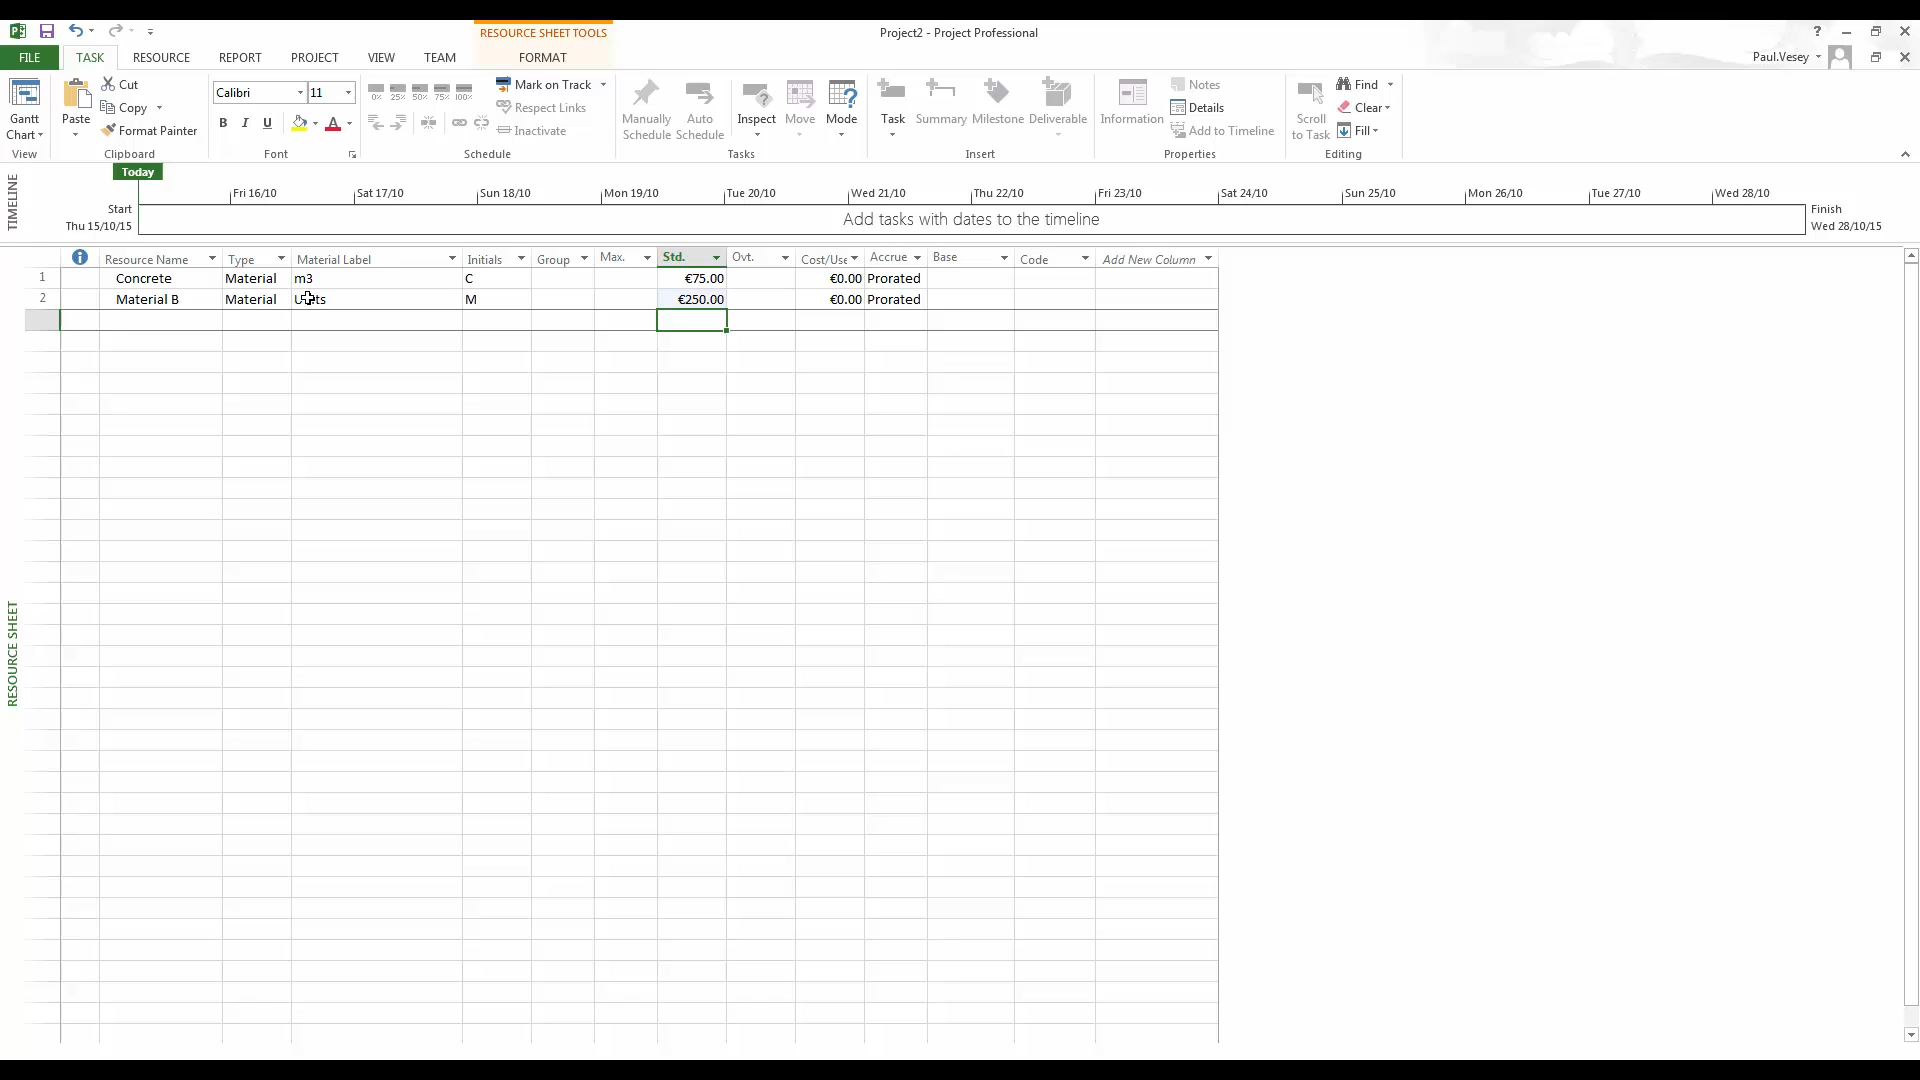 RESOURCE SHEET TOOLS
Project2 - Project Professional
?
FILE TASK RESOURCE REPORT PROJECT VIEW TEAM FORMAT Paul.Vesey
Gantt Chart
View
Paste
Cut
Copy
Format Painter
Clipboard
Calibri 11
B I U A
Font
0% 25% 50% 75% 100%
Mark on Track
Respect Links
Inactivate
Schedule
Manually Schedule
Auto Schedule
Inspect
Move
Mode
Tasks
Task
Summary
Milestone
Deliverable
Insert
Information
Notes
Details
Add to Timeline
Properties
Scroll to Task
Find
Clear
Fill
Editing
TIMELINE
Today
Fri 16/10 Sat 17/10 Sun 18/10 Mon 19/10 Tue 20/10 Wed 21/10 Thu 22/10 Fri 23/10 Sat 24/10 Sun 25/10 Mon 26/10 Tue 27/10 Wed 28/10
Start
Thu 15/10/15
Add tasks with dates to the timeline
Finish
Wed 28/10/15
Resource Name Type Material Label Initials Group Max. Std. Ovt. Cost/Use Accrue Base Code Add New Column
1 Concrete Material m3 C €75.00 €0.00 Prorated
2 Material B Material Units M €250.00 €0.00 Prorated
RESOURCE SHEET